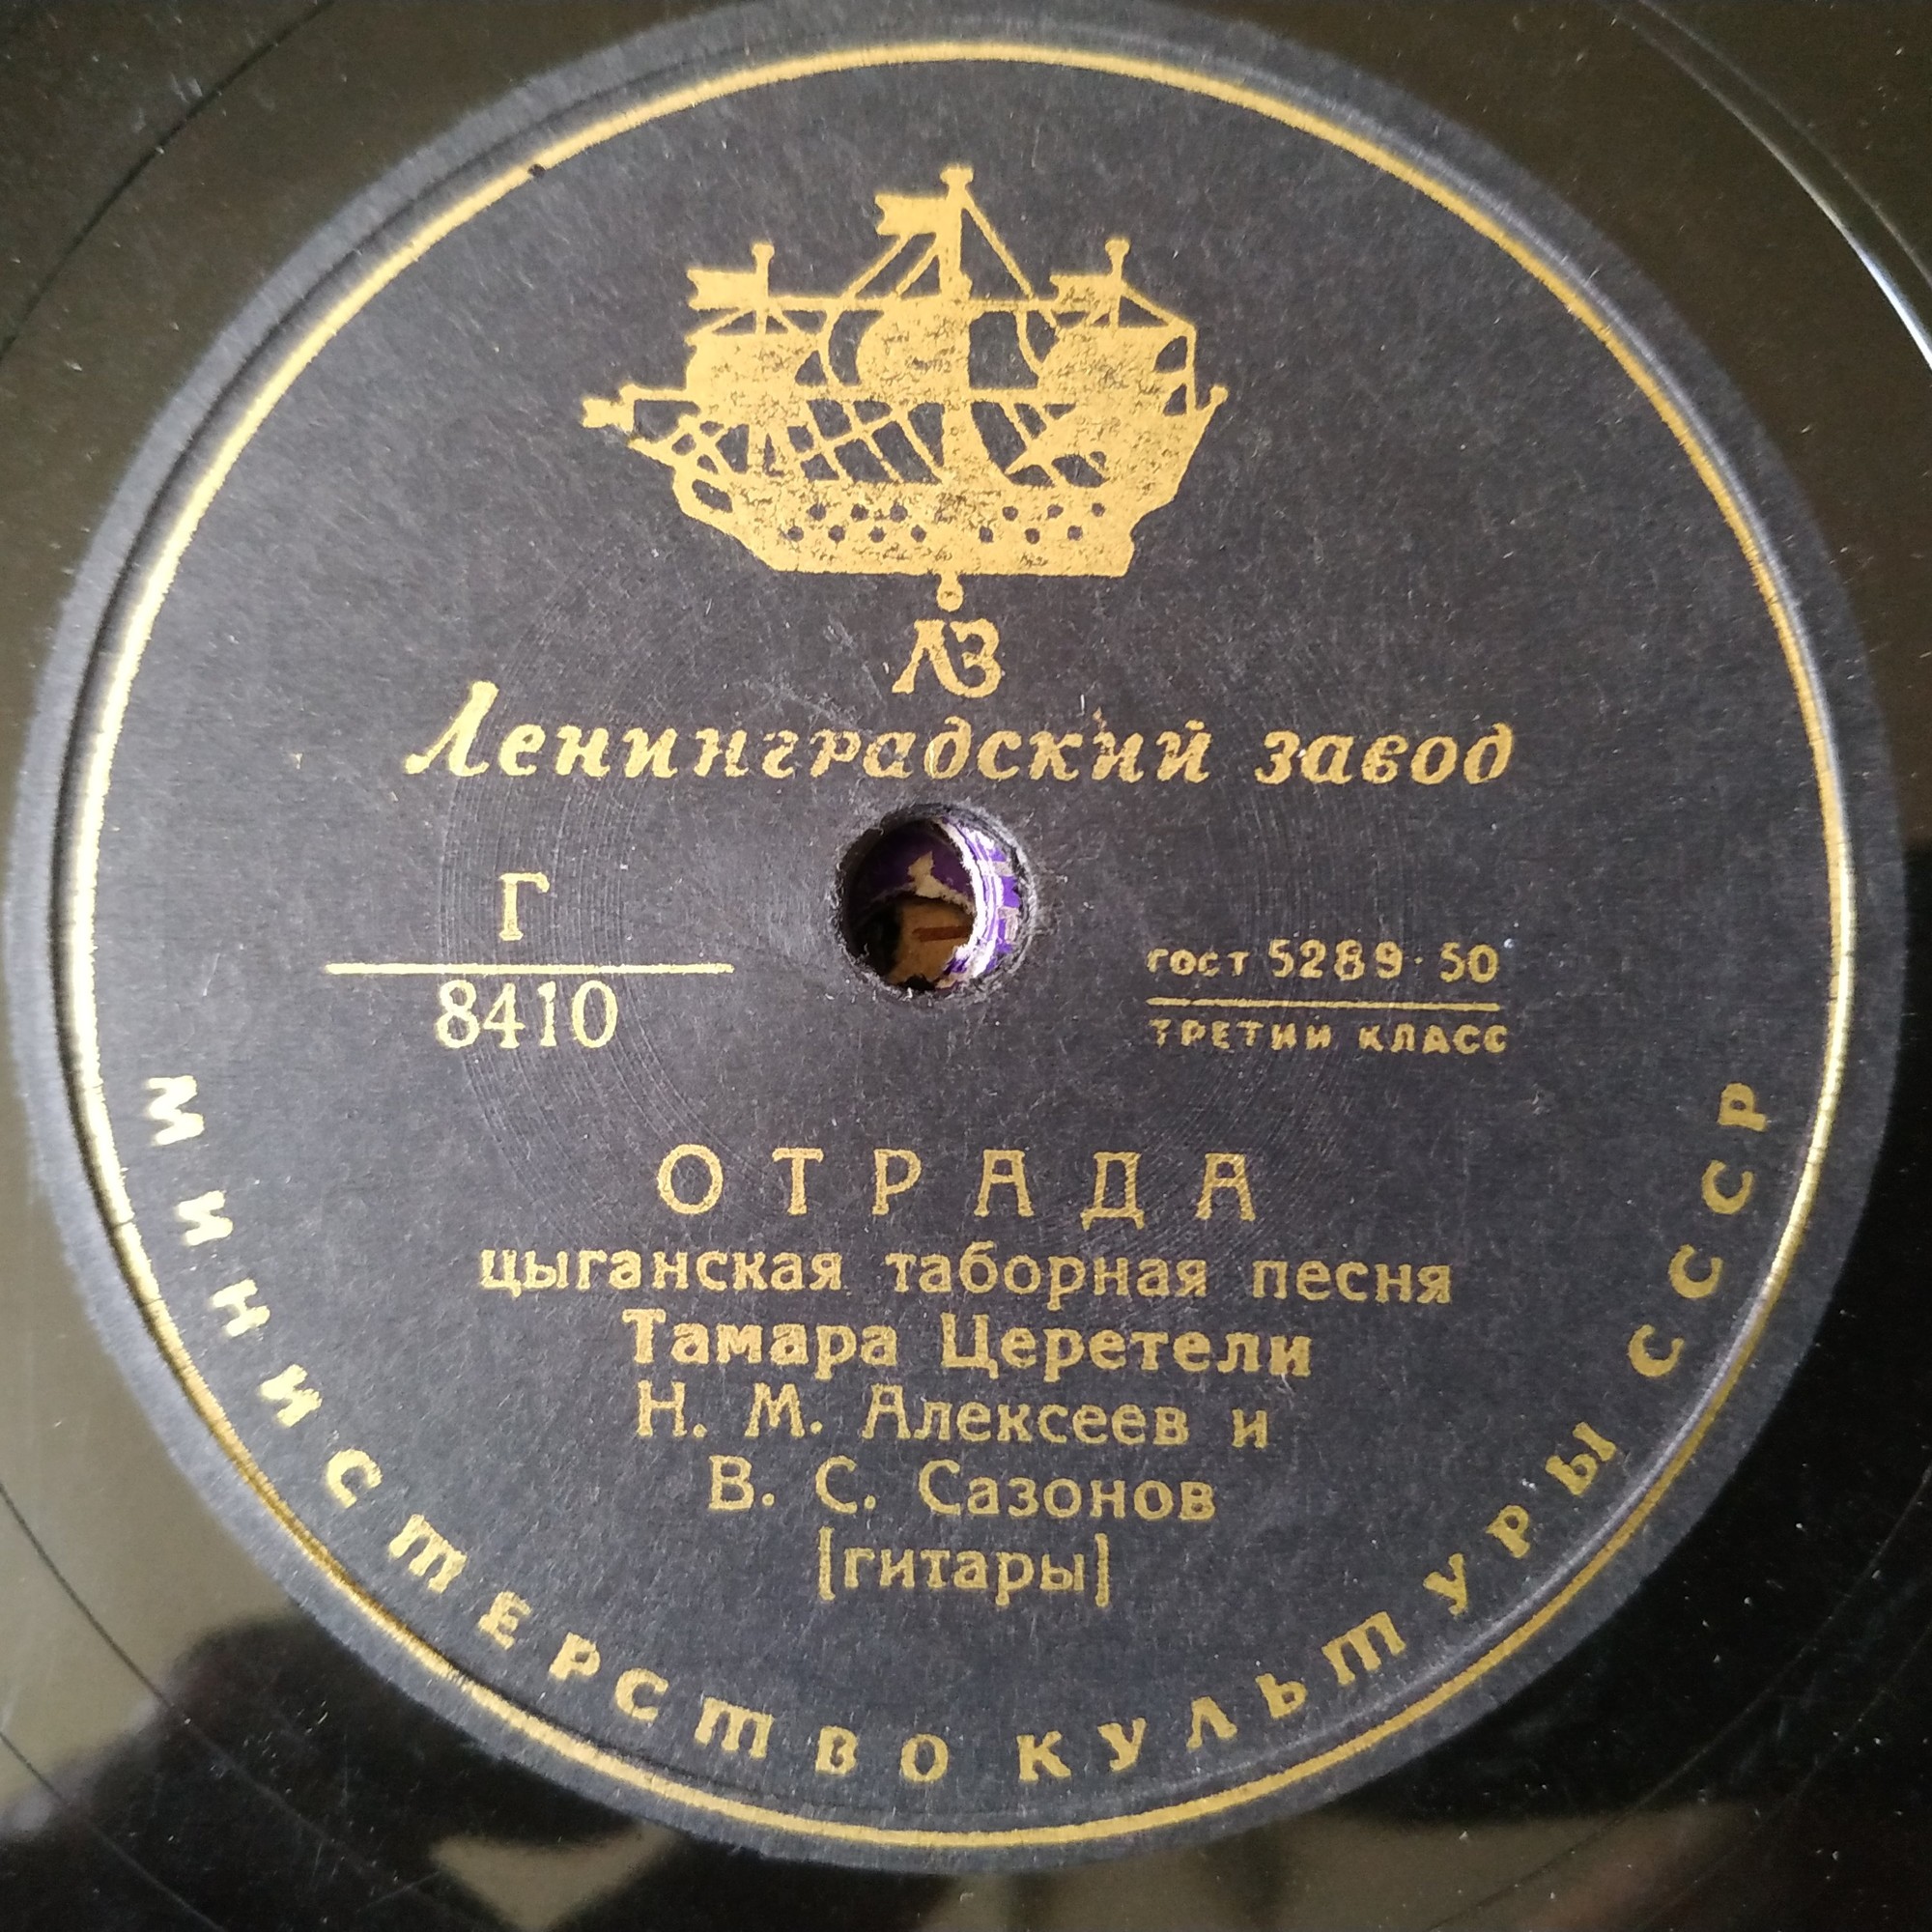 ЛЗ
Ленинградский завод
Г
8410
ГОСТ 5289·50
ТРЕТИЙ КЛАСС
ОТРАДА
цыганская таборная песня
Тамара Церетели
Н. М. Алексеев и
В. С. Сазонов
[гитары]
МИНИСТЕРСТВО КУЛЬТУРЫ СССР